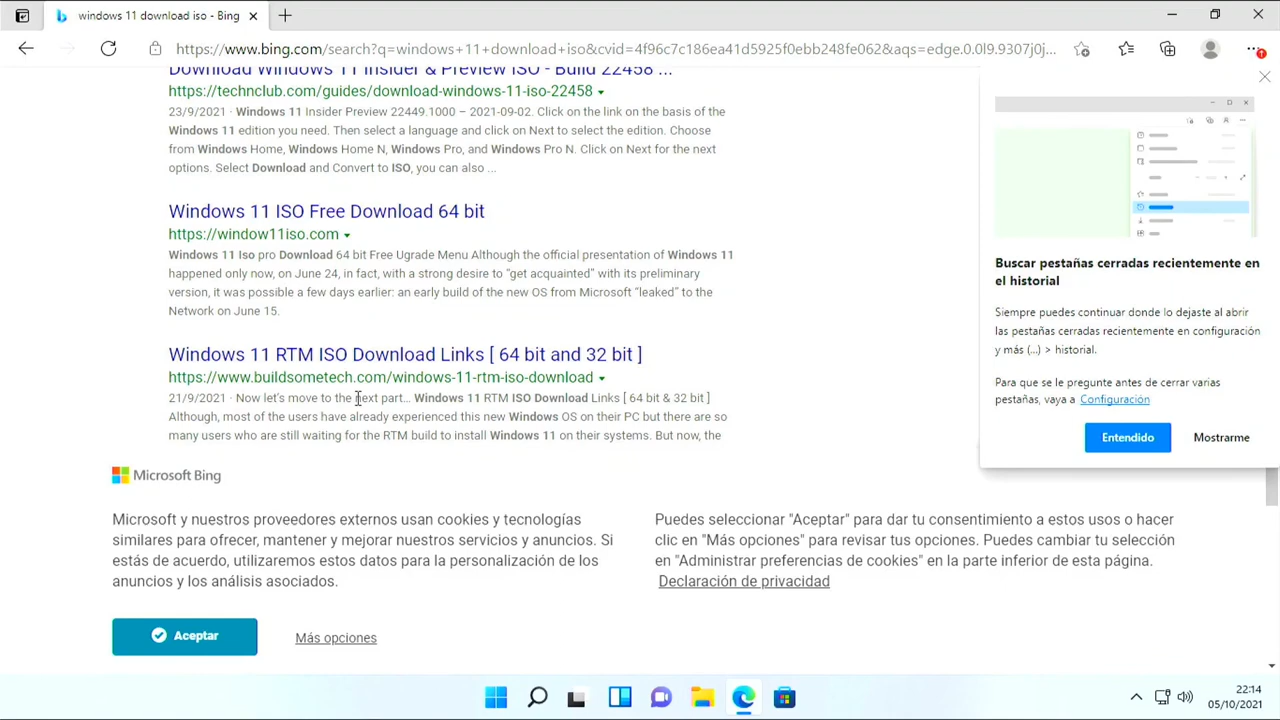 windows 11 download iso - Bing
https://www.bing.com/search?q=windows+11+download+iso&cvid=4f96c7c186ea41d5925f0ebb248fe062&aqs=edge.0.0l9.9307j0j...
Download Windows 11 Insider & Preview ISO - Build 22458 ...
https://technclub.com/guides/download-windows-11-iso-22458
23/9/2021 · Windows 11 Insider Preview 22449.1000 – 2021-09-02. Click on the link on the basis of the
Windows 11 edition you need. Then select a language and click on Next to select the edition. Choose
from Windows Home, Windows Home N, Windows Pro, and Windows Pro N. Click on Next for the next
options. Select Download and Convert to ISO, you can also ...
Windows 11 ISO Free Download 64 bit
https://window11iso.com
Windows 11 Iso pro Download 64 bit Free Ugrade Menu Although the official presentation of Windows 11
happened only now, on June 24, in fact, with a strong desire to "get acquainted" with its preliminary
version, it was possible a few days earlier: an early build of the new OS from Microsoft "leaked" to the
Network on June 15.
Windows 11 RTM ISO Download Links [ 64 bit and 32 bit ]
https://www.buildsometech.com/windows-11-rtm-iso-download
21/9/2021 · Now let's move to the next part... Windows 11 RTM ISO Download Links [ 64 bit & 32 bit ]
Although, most of the users have already experienced this new Windows OS on their PC but there are so
many users who are still waiting for the RTM build to install Windows 11 on their systems. But now, the
Buscar pestañas cerradas recientemente en
el historial
Siempre puedes continuar donde lo dejaste al abrir
las pestañas cerradas recientemente en configuración
y más (...) > historial.
Para que se le pregunte antes de cerrar varias
pestañas, vaya a Configuración
Entendido Mostrarme
Microsoft Bing
Microsoft y nuestros proveedores externos usan cookies y tecnologías
similares para ofrecer, mantener y mejorar nuestros servicios y anuncios. Si
estás de acuerdo, utilizaremos estos datos para la personalización de los
anuncios y los análisis asociados.
Puedes seleccionar "Aceptar" para dar tu consentimiento a estos usos o hacer
clic en "Más opciones" para revisar tus opciones. Puedes cambiar tu selección
en "Administrar preferencias de cookies" en la parte inferior de esta página.
Declaración de privacidad
Aceptar Más opciones
22:14
05/10/2021